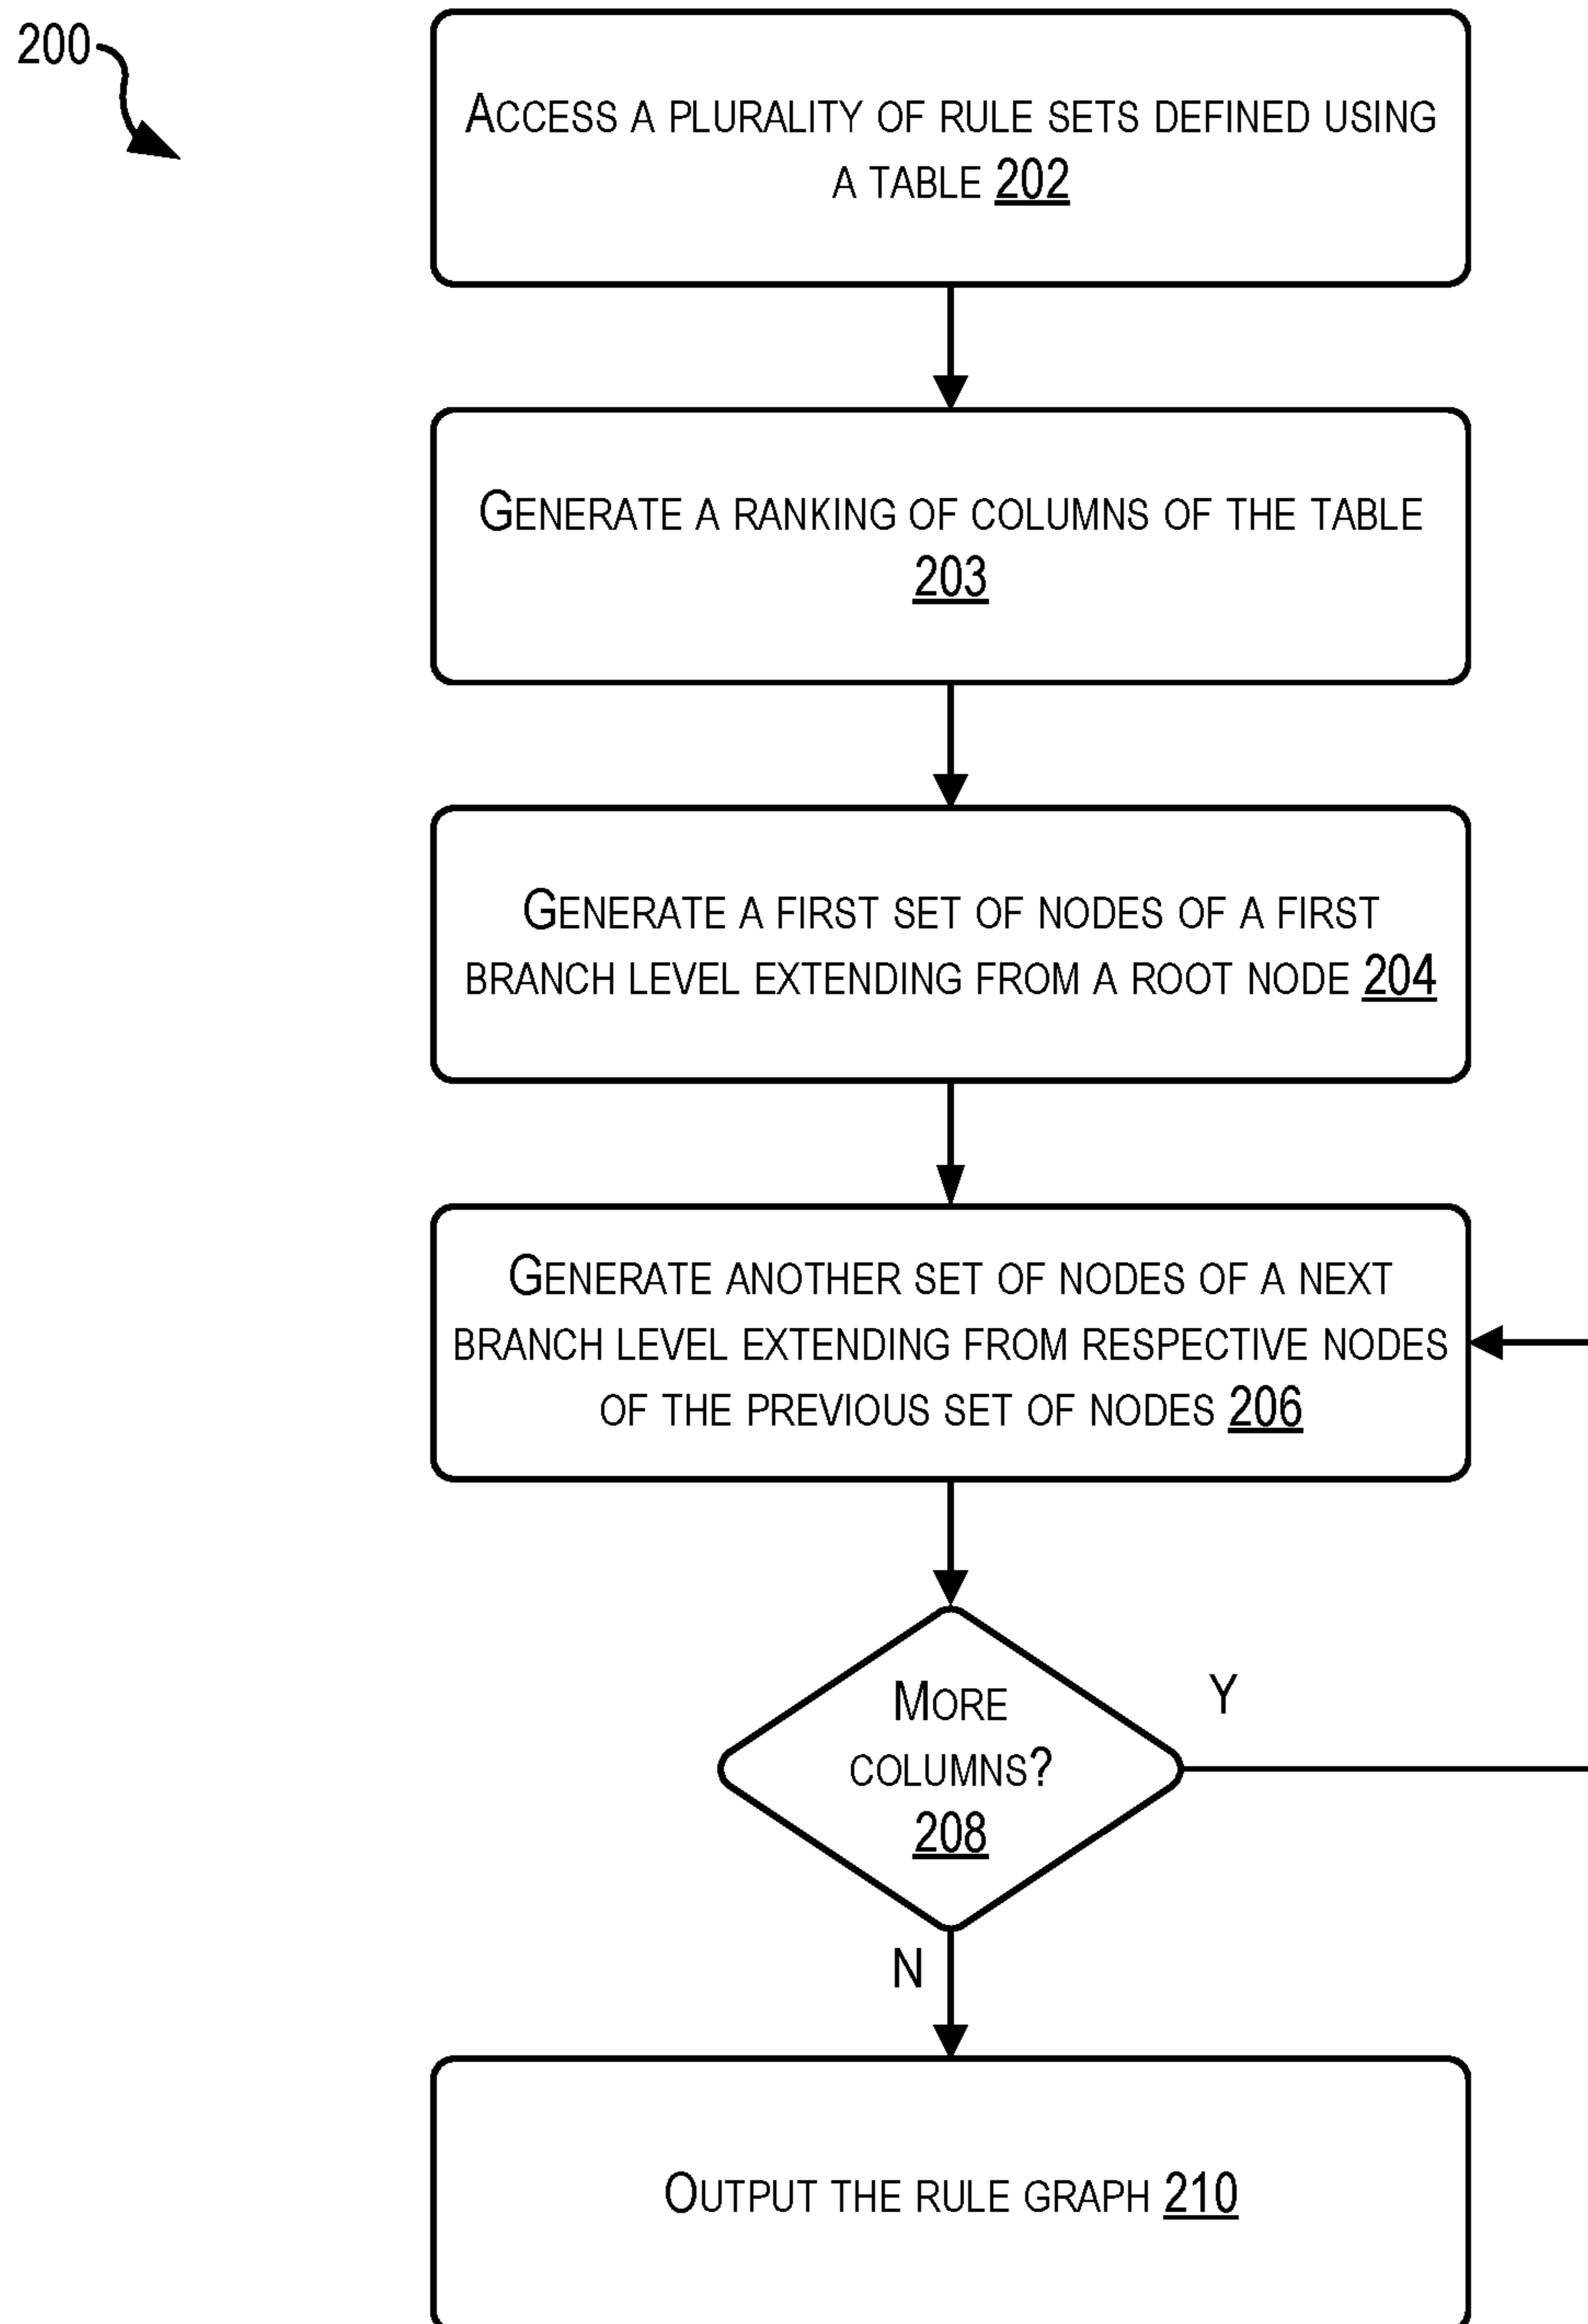 200
ACCESS A PLURALITY OF RULE SETS DEFINED USING
A TABLE 202
GENERATE A RANKING OF COLUMNS OF THE TABLE
203
GENERATE A FIRST SET OF NODES OF A FIRST
BRANCH LEVEL EXTENDING FROM A ROOT NODE 204
GENERATE ANOTHER SET OF NODES OF A NEXT
BRANCH LEVEL EXTENDING FROM RESPECTIVE NODES
OF THE PREVIOUS SET OF NODES 206
MORE
COLUMNS?
208
Y
N
OUTPUT THE RULE GRAPH 210